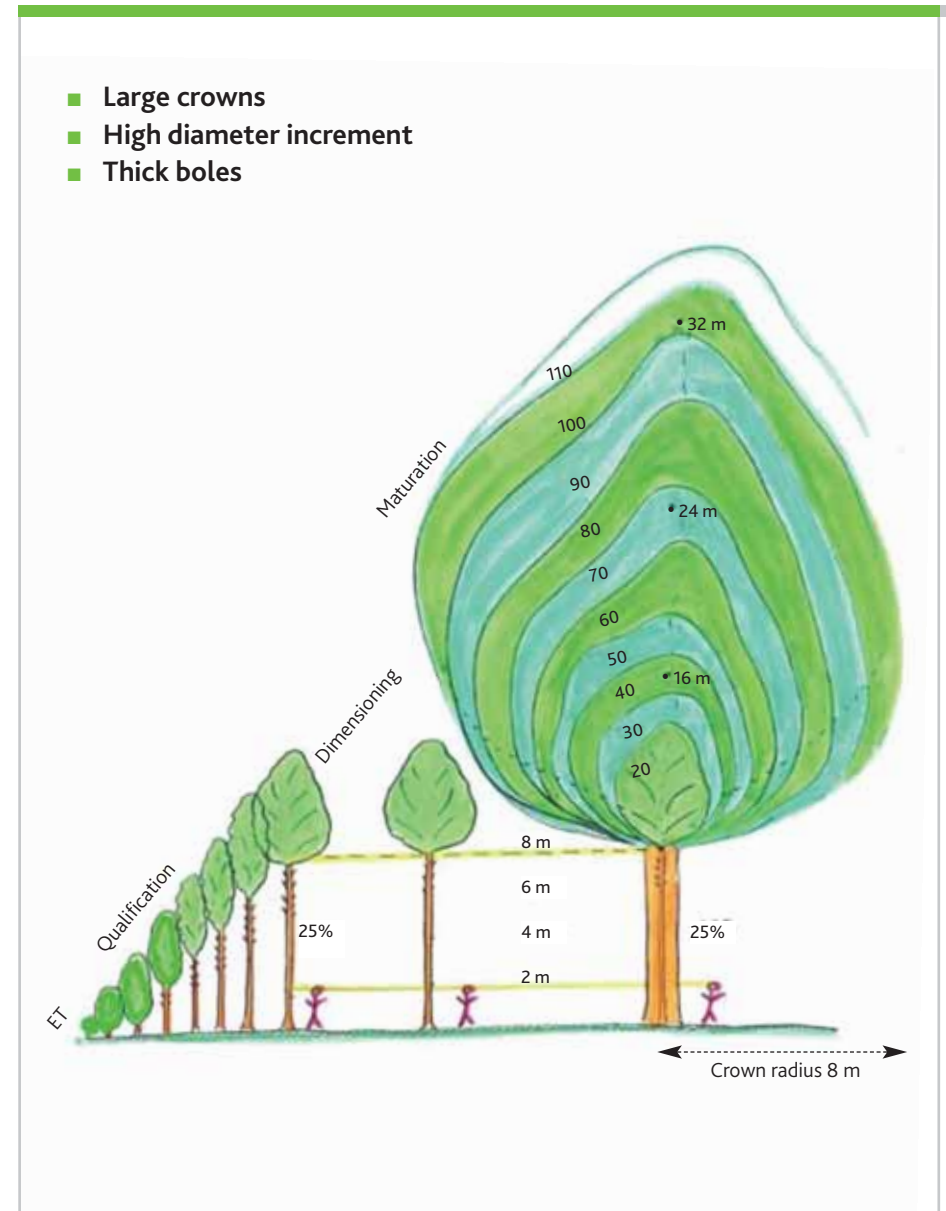 Large crowns
High diameter increment
Thick boles
32 m
110
100
Maturation
90
24 m
80
70
60
50
16 m
40
Dimensioning
30
20
8 m
Qualification
6 m
25%
4 m
25%
2 m
ET
Crown radius 8 m